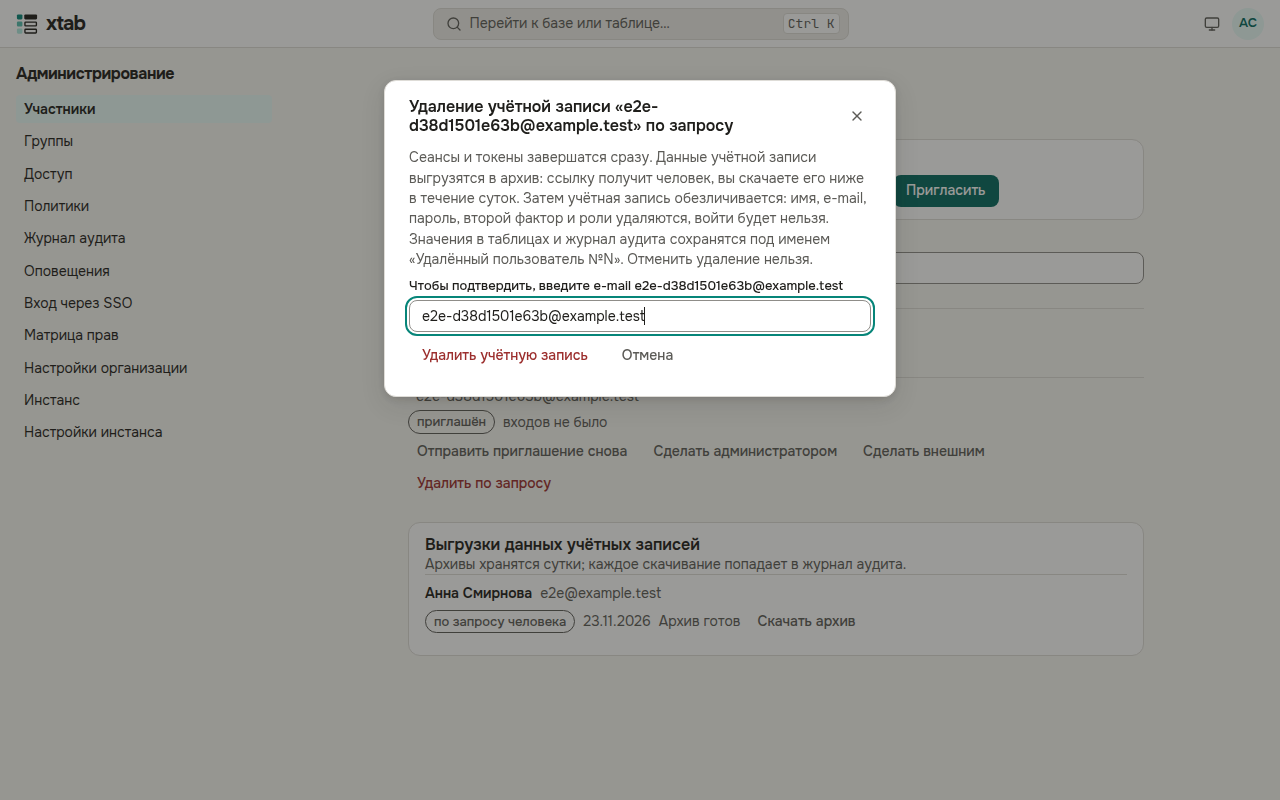 xtab
Перейти к базе или таблице...
Ctrl K
АС
Администрирование
Участники
Группы
Доступ
Политики
Журнал аудита
Оповещения
Вход через SSO
Матрица прав
Настройки организации
Инстанс
Настройки инстанса
Удаление учётной записи «e2e-
d38d1501e63b@example.test» по запросу
Сеансы и токены завершатся сразу. Данные учётной записи
выгрузятся в архив: ссылку получит человек, вы скачаете его ниже
в течение суток. Затем учётная запись обезличивается: имя, e-mail,
пароль, второй фактор и роли удаляются, войти будет нельзя.
Значения в таблицах и журнал аудита сохранятся под именем
«Удалённый пользователь №N». Отменить удаление нельзя.
Чтобы подтвердить, введите e-mail e2e-d38d1501e63b@example.test
e2e-d38d1501e63b@example.test
Удалить учётную запись
Отмена
Пригласить
e2e-d38d1501e63b@example.test
приглашён
входов не было
Отправить приглашение снова
Сделать администратором
Сделать внешним
Удалить по запросу
Выгрузки данных учётных записей
Архивы хранятся сутки; каждое скачивание попадает в журнал аудита.
Анна Смирнова e2e@example.test
по запросу человека 23.11.2026 Архив готов Скачать архив